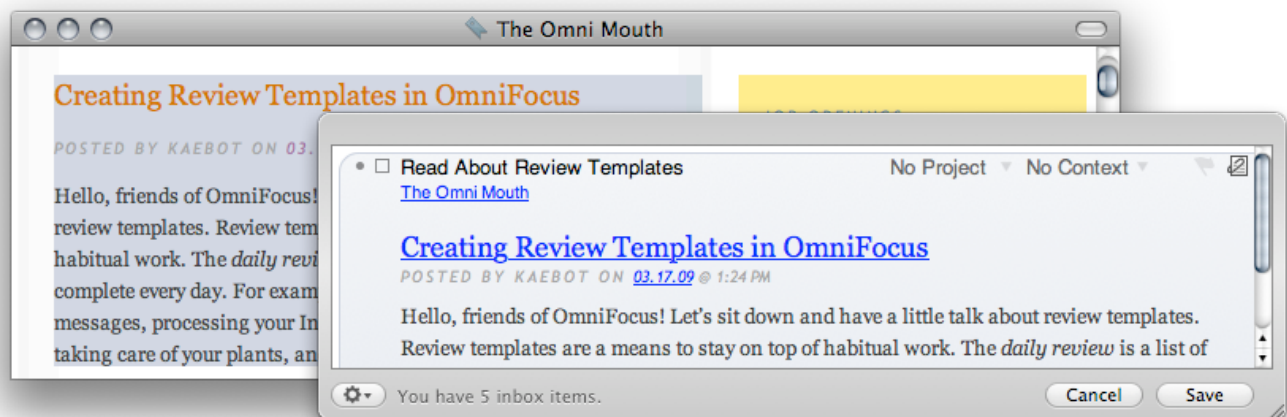 The Omni Mouth
Creating Review Templates in OmniFocus
POSTED BY KAEBOT ON 03.
Hello, friends of OmniFocus!
review templates. Review tem
habitual work. The daily revi
complete every day. For exam
messages, processing your In
taking care of your plants, an
JOB OPENINGS
Read About Review Templates No Project No Context
The Omni Mouth
Creating Review Templates in OmniFocus
POSTED BY KAEBOT ON 03.17.09 @ 1:24 PM
Hello, friends of OmniFocus! Let's sit down and have a little talk about review templates.
Review templates are a means to stay on top of habitual work. The daily review is a list of
You have 5 inbox items. Cancel Save